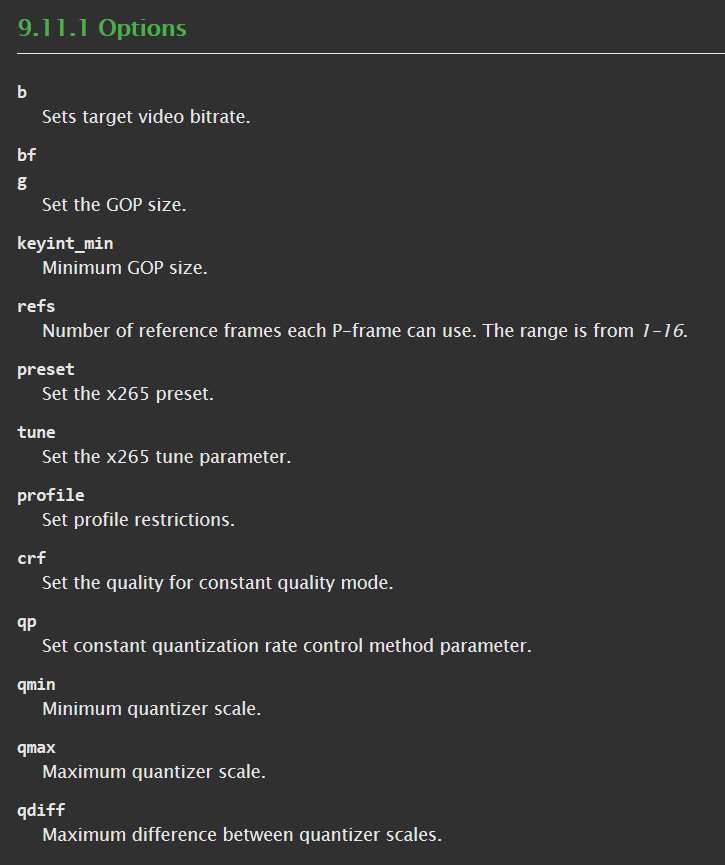 9.11.1 Options
b
Sets target video bitrate.
bf
g
Set the GOP size.
keyint_min
Minimum GOP size.
refs
Number of reference frames each P-frame can use. The range is from 1-16.
preset
Set the x265 preset.
tune
Set the x265 tune parameter.
profile
Set profile restrictions.
crf
Set the quality for constant quality mode.
qp
Set constant quantization rate control method parameter.
qmin
Minimum quantizer scale.
qmax
Maximum quantizer scale.
qdiff
Maximum difference between quantizer scales.